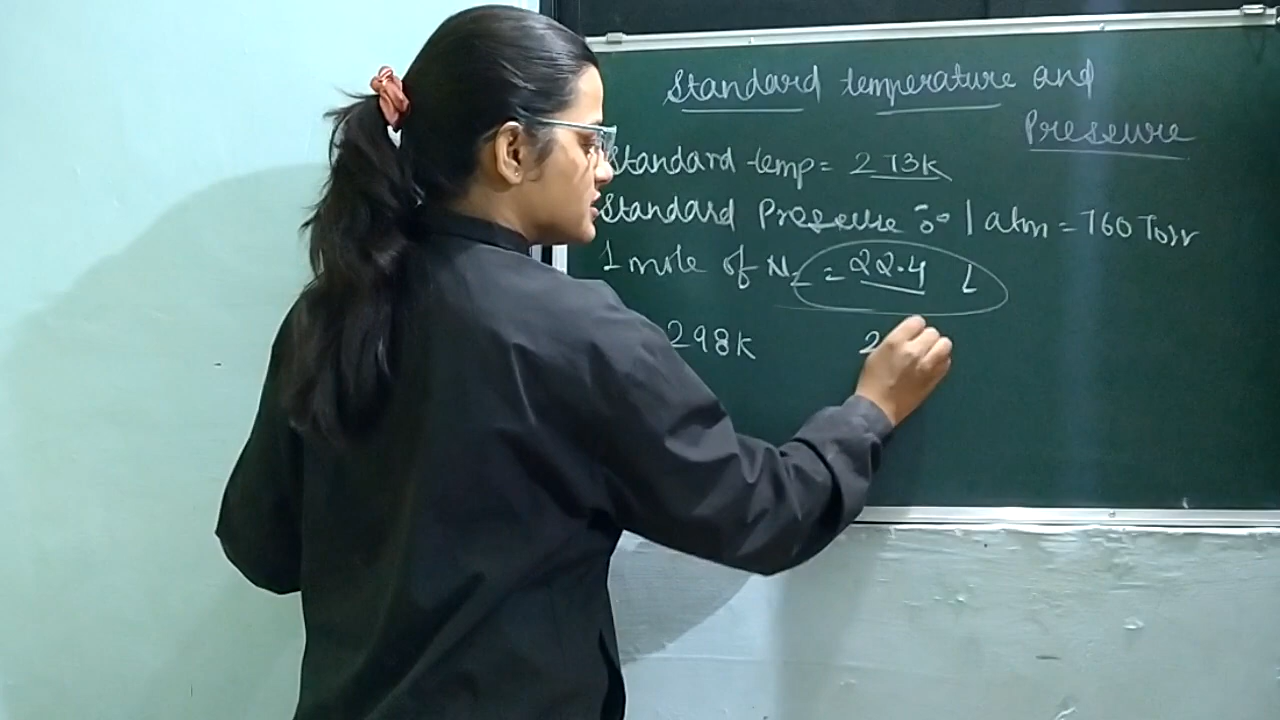 Standard temperature and
Pressure
Standard temp = 273K
Standard Pressure : 1 atm = 760 Torr
1 mole of N2 = 22.4 L
298K 2